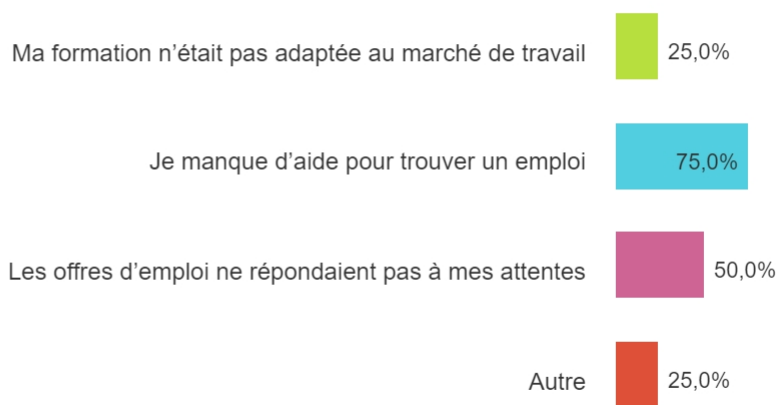 Ma formation n’était pas adaptée au marché de travail 25,0%
Je manque d’aide pour trouver un emploi 75,0%
Les offres d’emploi ne répondaient pas à mes attentes 50,0%
Autre 25,0%